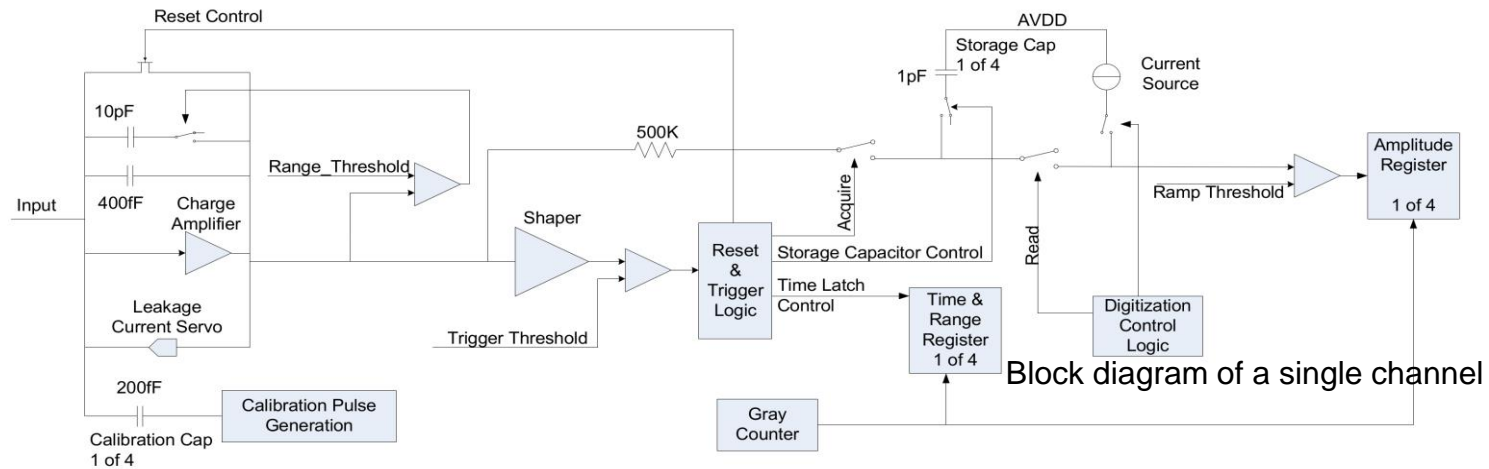 Reset Control
AVDD
Storage Cap
1 of 4
1pF
Current
Source
10pF
500K
Range_Threshold
400fF
Input
Charge
Amplifier
Shaper
Acquire
Reset
&
Trigger
Logic
Storage Capacitor Control
Time Latch
Control
Read
Ramp Threshold
Amplitude
Register
1 of 4
Leakage
Current Servo
Trigger Threshold
Time &
Range
Register
1 of 4
Digitization
Control
Logic
Block diagram of a single channel
200fF
Calibration Pulse
Generation
Calibration Cap
1 of 4
Gray
Counter